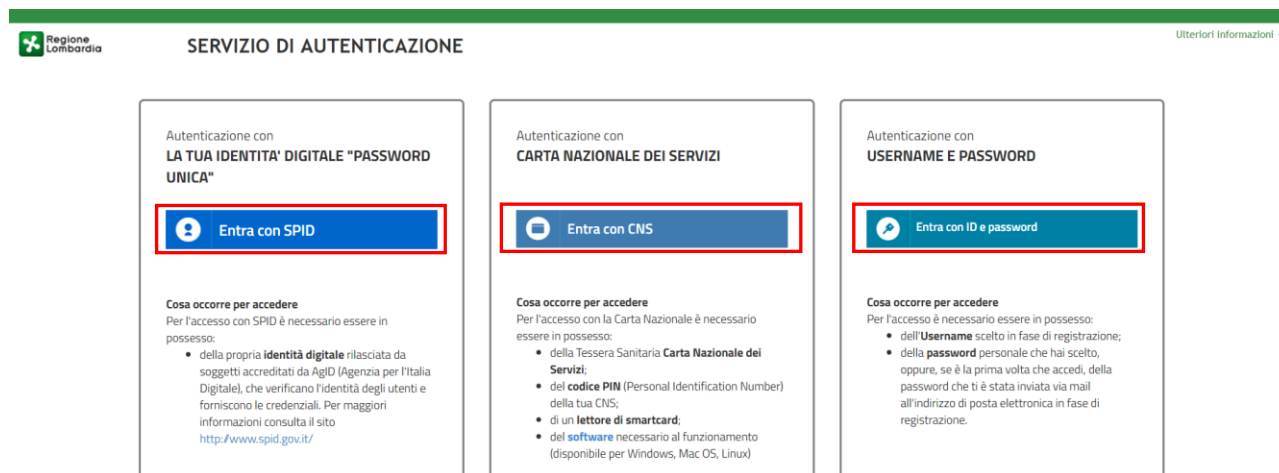 Regione
Lombardia
SERVIZIO DI AUTENTICAZIONE
Ulteriori informazioni
Autenticazione con
LA TUA IDENTITA' DIGITALE "PASSWORD
UNICA"
Entra con SPID
Cosa occorre per accedere
Per l'accesso con SPID è necessario essere in
possesso:
• della propria identità digitale rilasciata da
soggetti accreditati da AgID (Agenzia per l'Italia
Digitale), che verificano l'identità degli utenti e
forniscono le credenziali. Per maggiori
informazioni consulta il sito
http://www.spid.gov.it/
Autenticazione con
CARTA NAZIONALE DEI SERVIZI
Entra con CNS
Cosa occorre per accedere
Per l'accesso con la Carta Nazionale è necessario
essere in possesso:
• della Tessera Sanitaria Carta Nazionale dei
Servizi;
• del codice PIN (Personal Identification Number)
della tua CNS;
• di un lettore di smartcard;
• del software necessario al funzionamento
(disponibile per Windows, Mac OS, Linux)
Autenticazione con
USERNAME E PASSWORD
Entra con ID e password
Cosa occorre per accedere
Per l'accesso è necessario essere in possesso:
• dell'Username scelto in fase di registrazione;
• della password personale che hai scelto,
oppure, se è la prima volta che accedi, della
password che ti è stata inviata via mail
all'indirizzo di posta elettronica in fase di
registrazione.